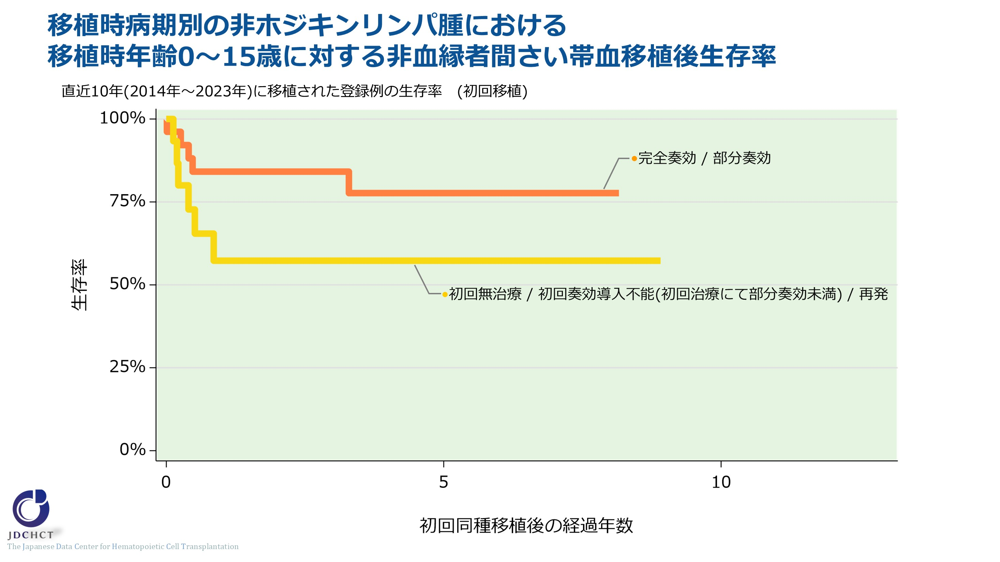 移植時病期別の非ホジキンリンパ腫における
移植時年齢0～15歳に対する非血縁者間さい帯血移植後生存率
直近10年(2014年～2023年)に移植された登録例の生存率　(初回移植)
100%
75%
50%
25%
0%
生存率
完全奏効 / 部分奏効
初回無治療 / 初回奏効導入不能(初回治療にて部分奏効未満) / 再発
0
5
10
初回同種移植後の経過年数
JDCHCT
The Japanese Data Center for Hematopoietic Cell Transplantation